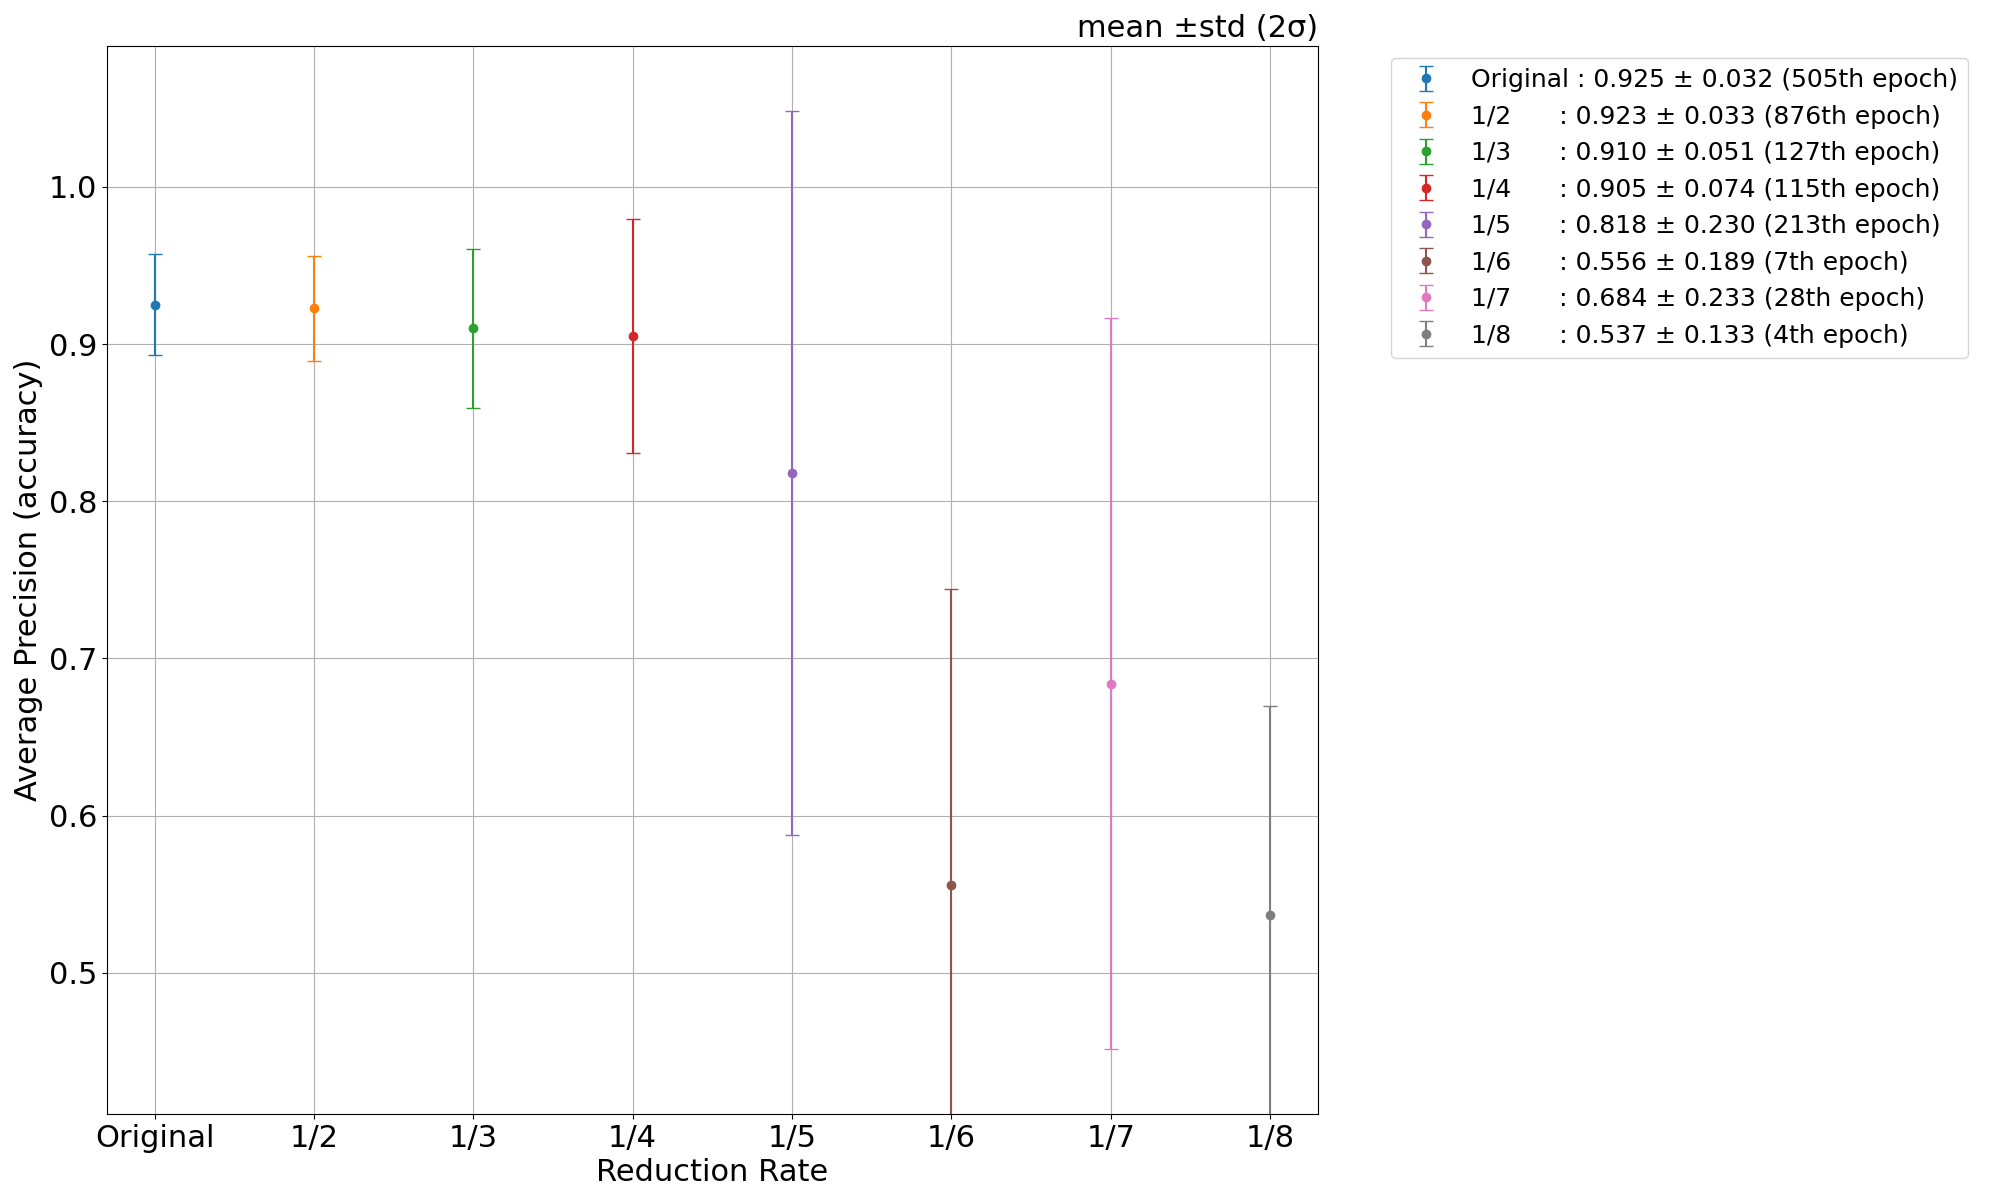 mean ±std (2σ)
Original : 0.925 ± 0.032 (505th epoch)
1/2 : 0.923 ± 0.033 (876th epoch)
1/3 : 0.910 ± 0.051 (127th epoch)
1/4 : 0.905 ± 0.074 (115th epoch)
1/5 : 0.818 ± 0.230 (213th epoch)
1/6 : 0.556 ± 0.189 (7th epoch)
1/7 : 0.684 ± 0.233 (28th epoch)
1/8 : 0.537 ± 0.133 (4th epoch)
Average Precision (accuracy)
1.0
0.9
0.8
0.7
0.6
0.5
Original 1/2 1/3 1/4 1/5 1/6 1/7 1/8
Reduction Rate